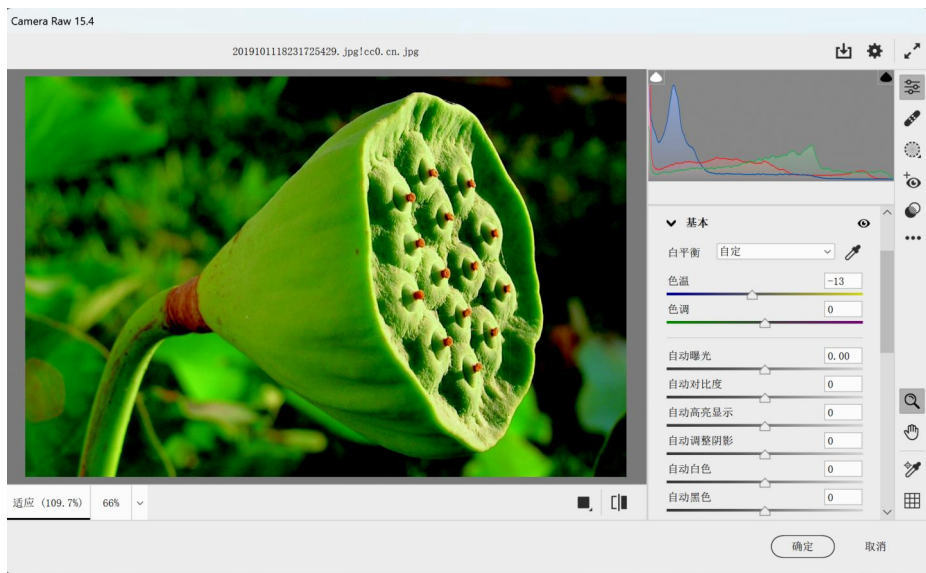 Camera Raw 15.4
2019101118231725429.jpg!cc0.cn.jpg
基本
白平衡 自定
色温 -13
色调 0
自动曝光 0.00
自动对比度 0
自动高亮显示 0
自动调整阴影 0
自动白色 0
自动黑色 0
适应 (109.7%) 66%
确定 取消